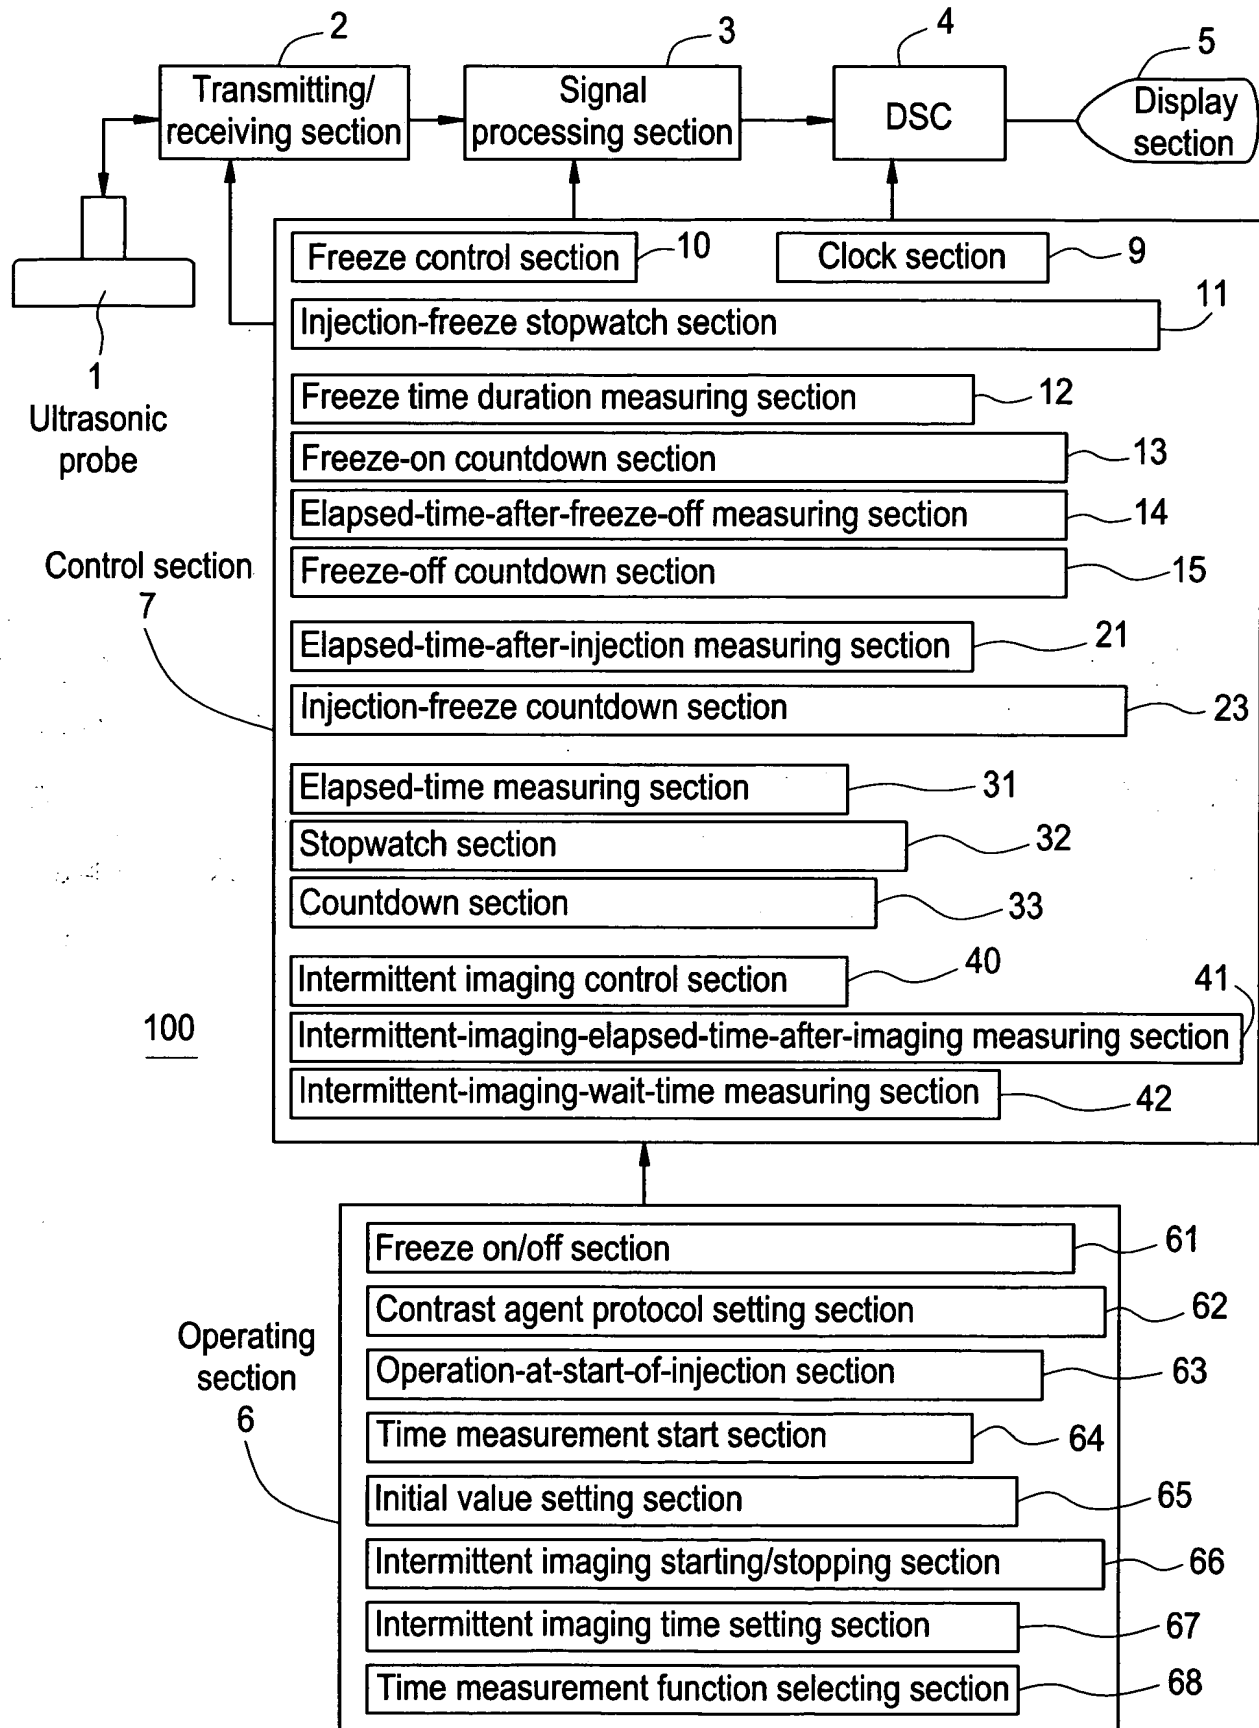 2
3
4
5
Transmitting/
receiving section
Signal
processing section
DSC
Display
section
Freeze control section
10
Clock section
9
Injection-freeze stopwatch section
11
1
Ultrasonic
probe
Freeze time duration measuring section
12
Freeze-on countdown section
13
Elapsed-time-after-freeze-off measuring section
14
Control section
7
Freeze-off countdown section
15
Elapsed-time-after-injection measuring section
21
Injection-freeze countdown section
23
Elapsed-time measuring section
31
Stopwatch section
32
Countdown section
33
Intermittent imaging control section
40
41
100
Intermittent-imaging-elapsed-time-after-imaging measuring section
Intermittent-imaging-wait-time measuring section
42
Freeze on/off section
61
Contrast agent protocol setting section
62
Operating
section
6
Operation-at-start-of-injection section
63
Time measurement start section
64
Initial value setting section
65
Intermittent imaging starting/stopping section
66
Intermittent imaging time setting section
67
Time measurement function selecting section
68